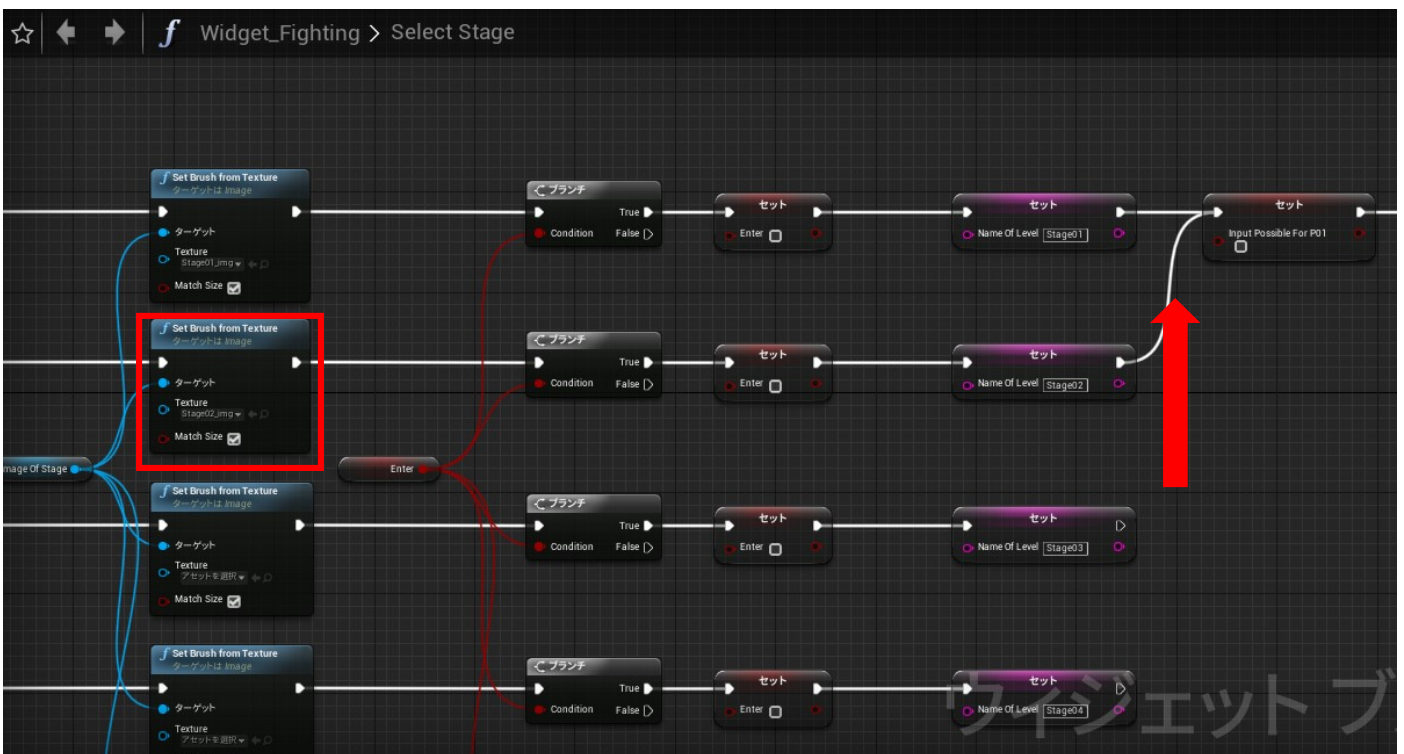 f Widget_Fighting > Select Stage
f Set Brush from Texture
ターゲットは Image
ターゲット
Texture
Stage01_img
Match Size
ブランチ
True
Condition False
セット
Enter
セット
Name Of Level Stage01
セット
Input Possible For P01
f Set Brush from Texture
ターゲットは Image
ターゲット
Texture
Stage02_img
Match Size
ブランチ
True
Condition False
セット
Enter
セット
Name Of Level Stage02
mage Of Stage
Enter
f Set Brush from Texture
ターゲットは Image
ターゲット
Texture
アセットを選択
Match Size
ブランチ
True
Condition False
セット
Enter
セット
Name Of Level Stage03
f Set Brush from Texture
ターゲットは Image
ターゲット
Texture
アセットを選択
ブランチ
True
Condition False
セット
Enter
セット
Name Of Level Stage04
ウィジェット ブ